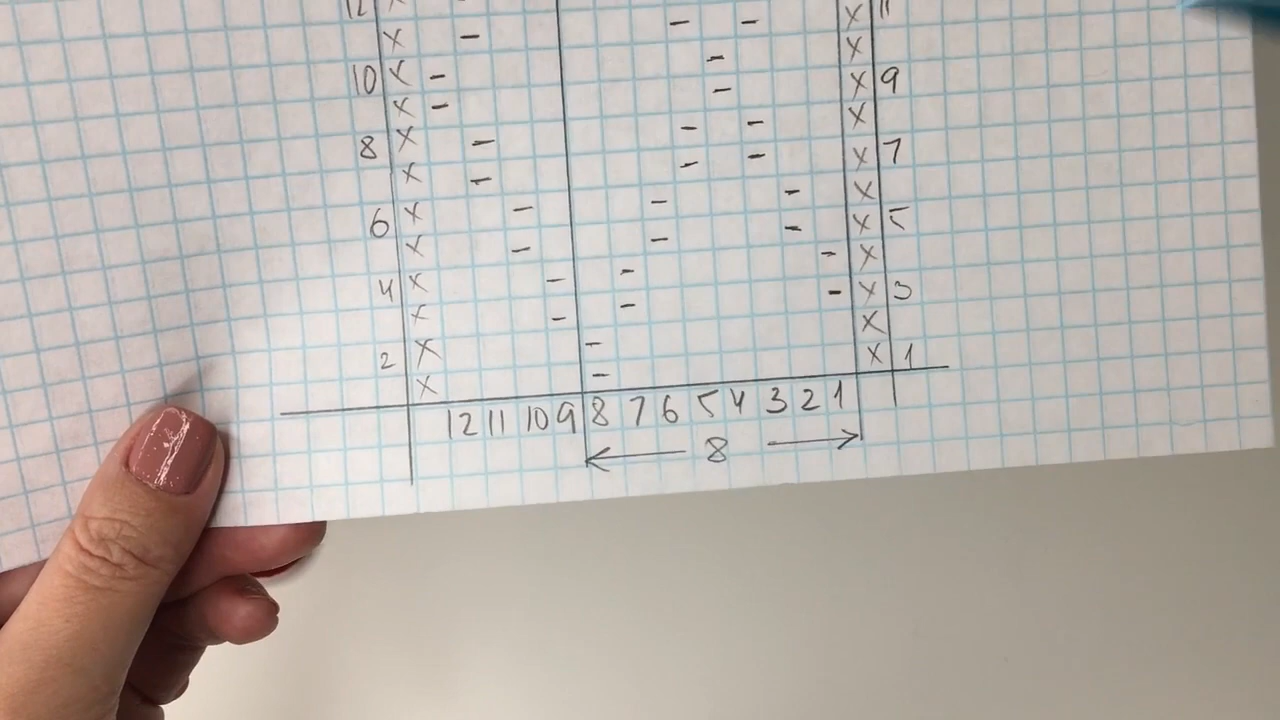 12 X -
X - - - X 11
10 X - - X
X - - X 9
8 X - - - X
X - - - X 7
6 X - - - X
X - - - X 5
4 X - - - X
X - - - X 3
2 X - X
X - X 1
12 11 10 9 8 7 6 5 4 3 2 1
← 8 →